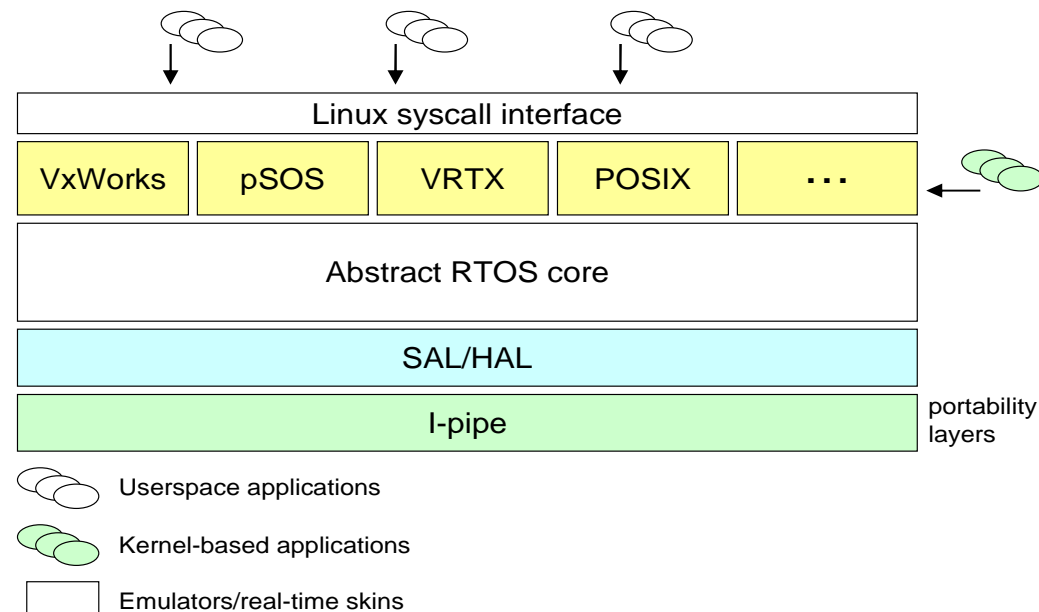 Linux syscall interface
VxWorks pSOS VRTX POSIX ...
Abstract RTOS core
SAL/HAL
I-pipe
portability
layers
Userspace applications
Kernel-based applications
Emulators/real-time skins